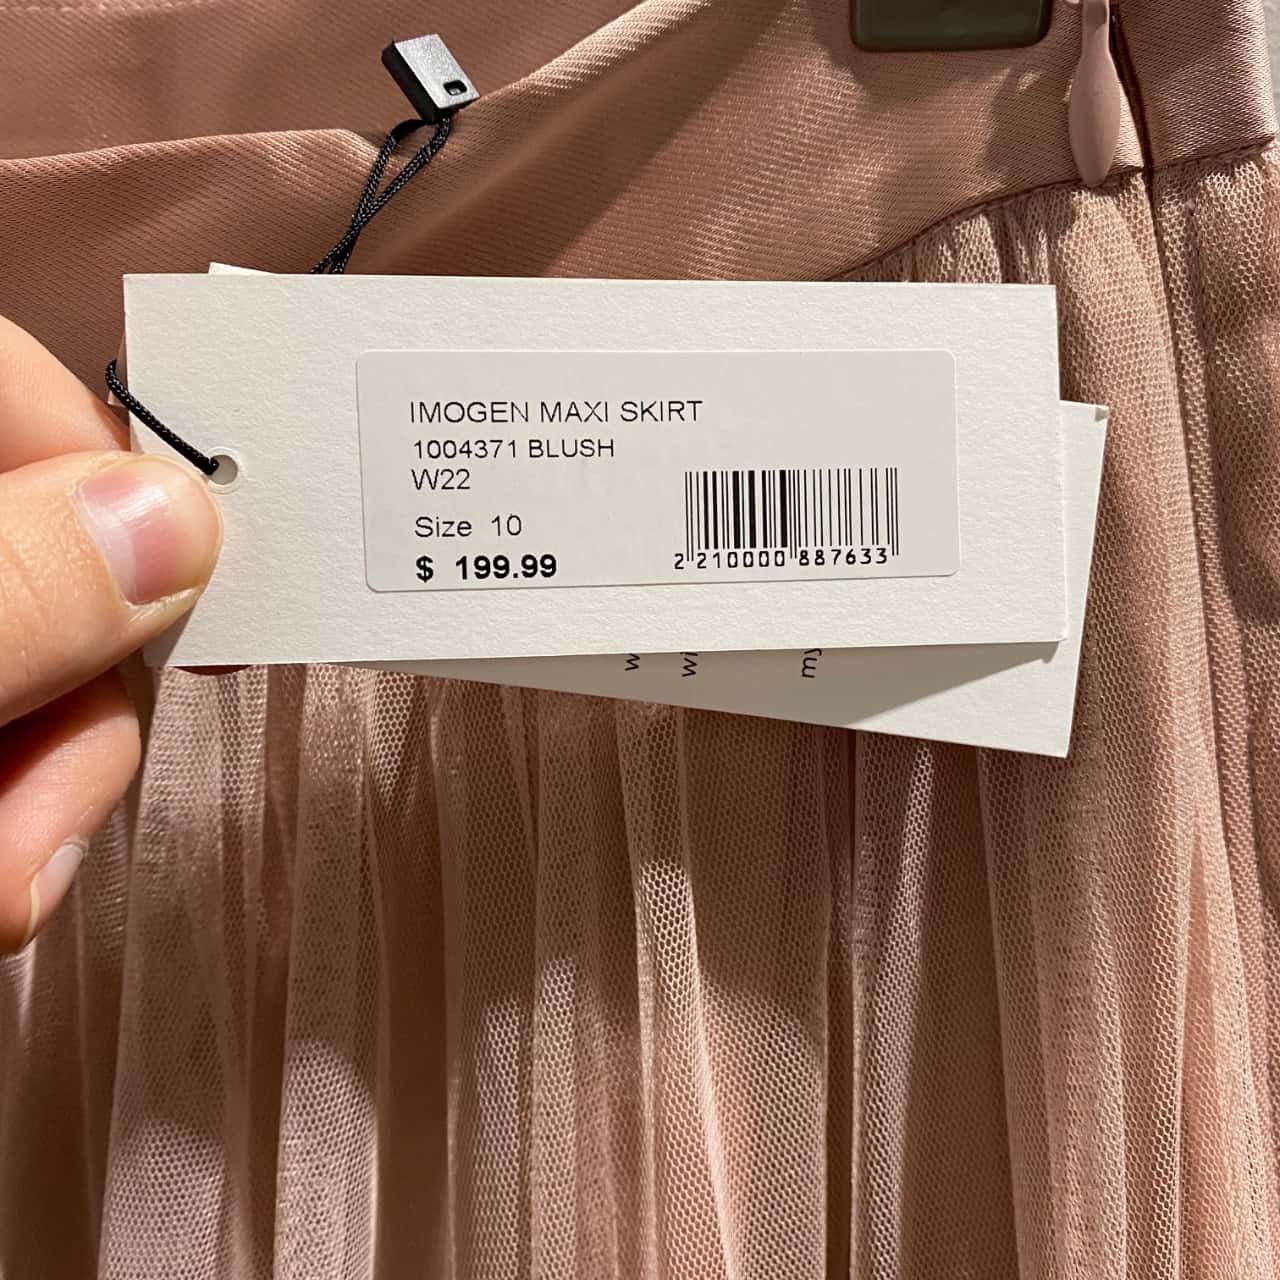 IMOGEN MAXI SKIRT
1004371 BLUSH
W22
Size 10
$ 199.99
2 210000 887633